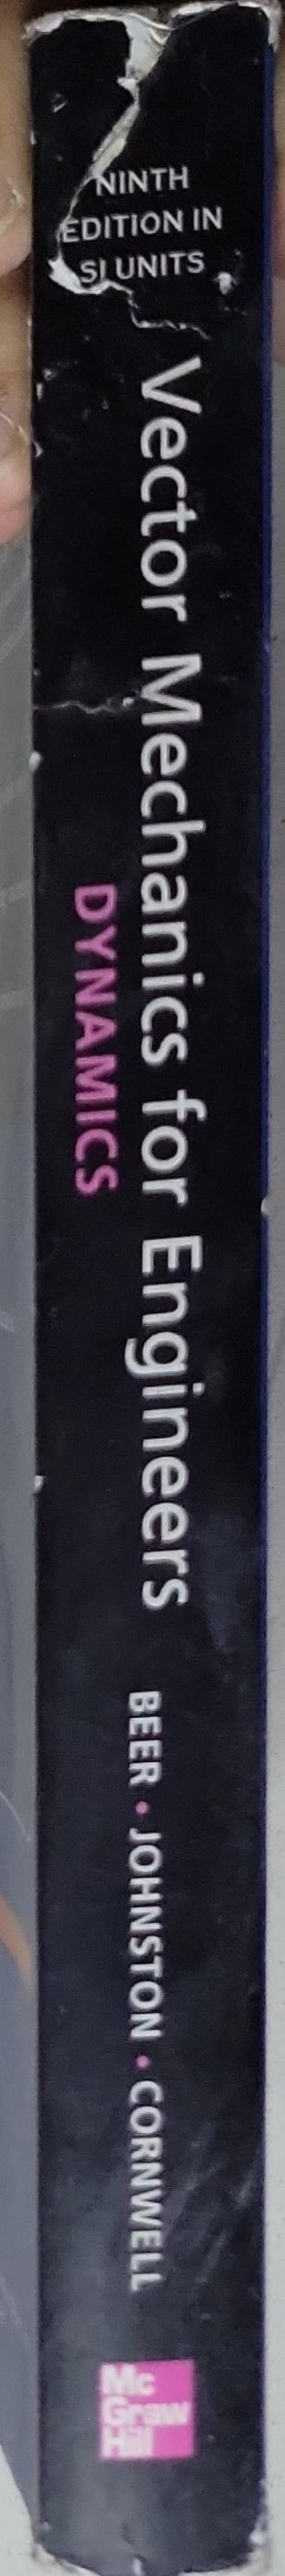 NINTH
EDITION IN
SI UNITS
Vector Mechanics for Engineers
DYNAMICS
BEER • JOHNSTON • CORNWELL
Mc
Graw
Hill